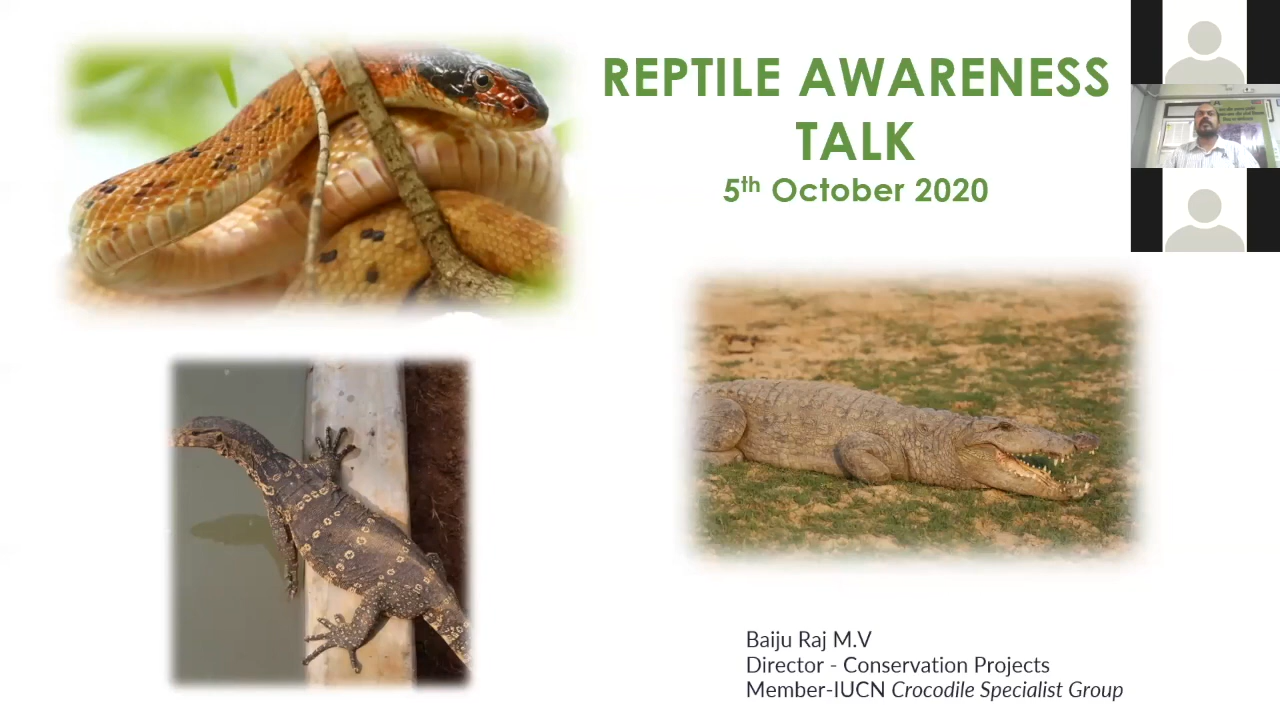 REPTILE AWARENESS
TALK
5th October 2020
Baiju Raj M.V
Director - Conservation Projects
Member-IUCN Crocodile Specialist Group